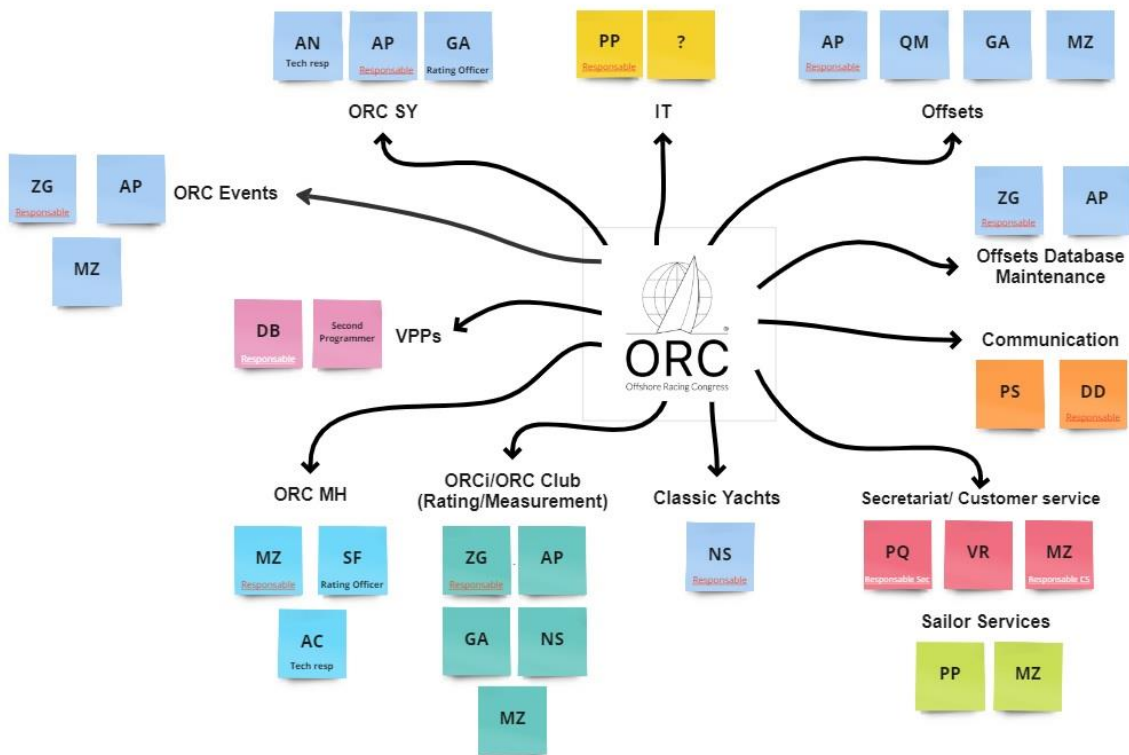 AN
Tech resp
AP
Responsable
GA
Rating Officer
ORC SY
PP
Responsable
?
IT
AP
Responsable
QM
GA
MZ
Offsets
ZG
Responsable
AP
MZ
ORC Events
ZG
Responsable
AP
Offsets Database
Maintenance
DB
Responsable
Second
Programmer
VPPs
®
ORC
Offshore Racing Congress
Communication
PS
DD
Responsable
ORC MH
MZ
Responsable
SF
Rating Officer
AC
Tech resp
ORCi/ORC Club
(Rating/Measurement)
ZG
Responsable
AP
GA
NS
MZ
Classic Yachts
NS
Responsable
Secretariat/ Customer service
PQ
Responsable Sec
VR
MZ
Responsable CS
Sailor Services
PP
MZ